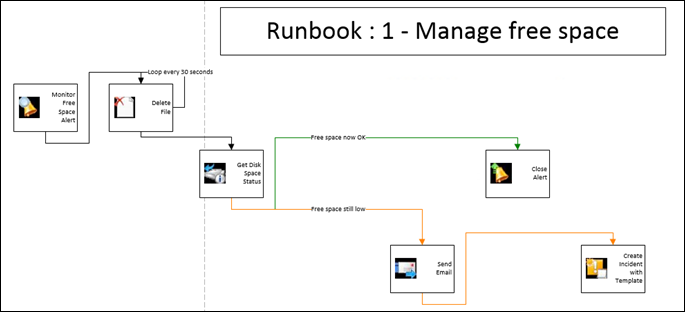 Runbook : 1 - Manage free space
Loop every 30 seconds
Monitor
Free
Space
Alert
Delete
File
Free space now OK
Get Disk
Space
Status
Close
Alert
Free space still low
Send
Email
Create
Incident
with
Template